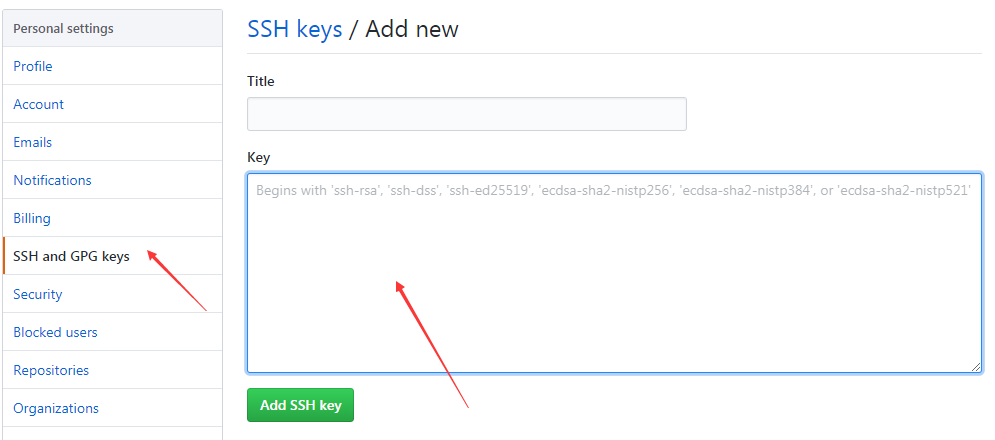 Personal settings
Profile
Account
Emails
Notifications
Billing
SSH and GPG keys
Security
Blocked users
Repositories
Organizations
SSH keys / Add new
Title
Key
Begins with 'ssh-rsa', 'ssh-dss', 'ssh-ed25519', 'ecdsa-sha2-nistp256', 'ecdsa-sha2-nistp384', or 'ecdsa-sha2-nistp521'
Add SSH key